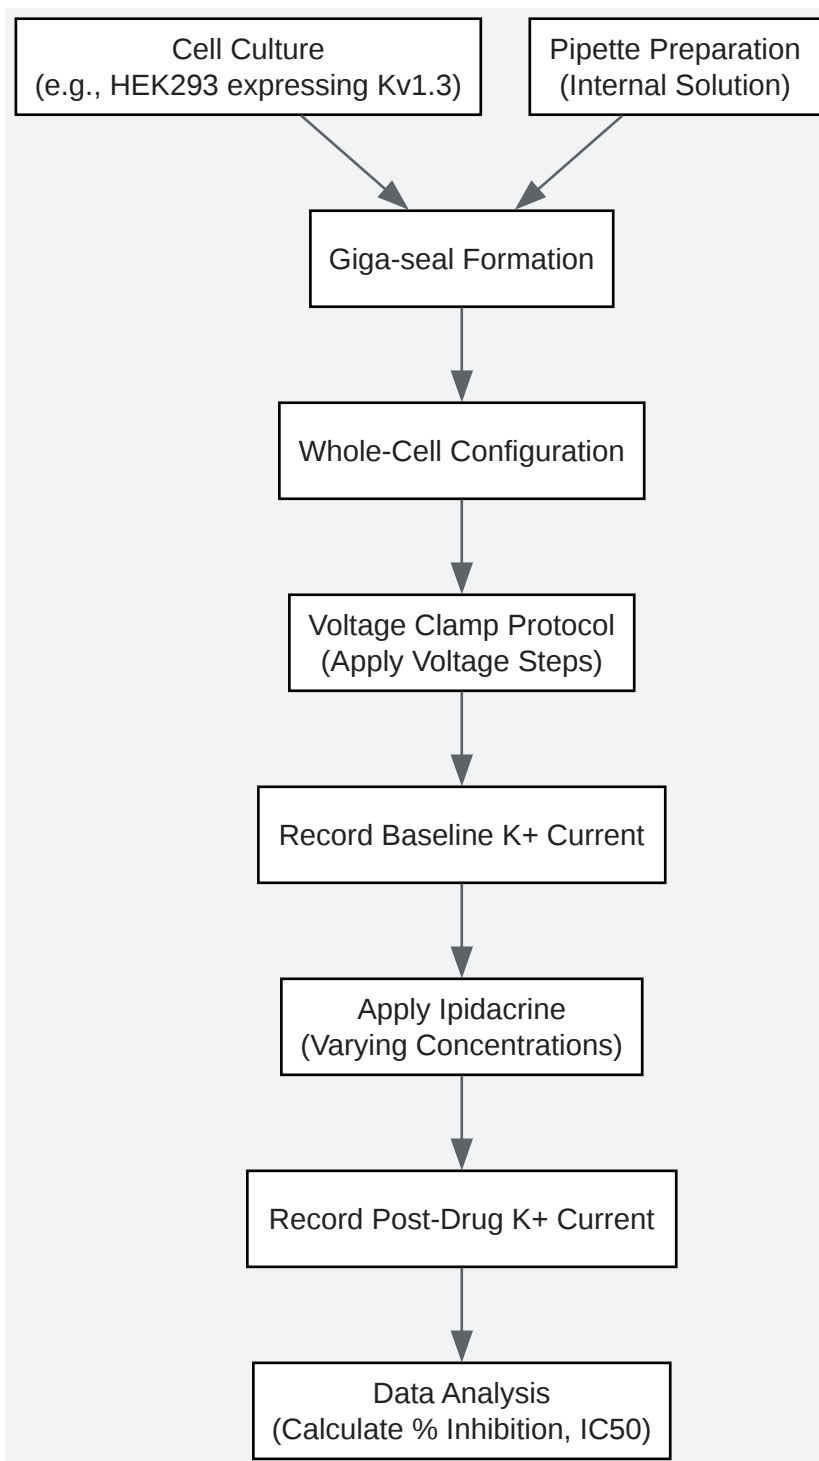 Cell Culture
(e.g., HEK293 expressing Kv1.3)
Pipette Preparation
(Internal Solution)
Giga-seal Formation
Whole-Cell Configuration
Voltage Clamp Protocol
(Apply Voltage Steps)
Record Baseline K+ Current
Apply Ipidacrine
(Varying Concentrations)
Record Post-Drug K+ Current
Data Analysis
(Calculate % Inhibition, IC50)